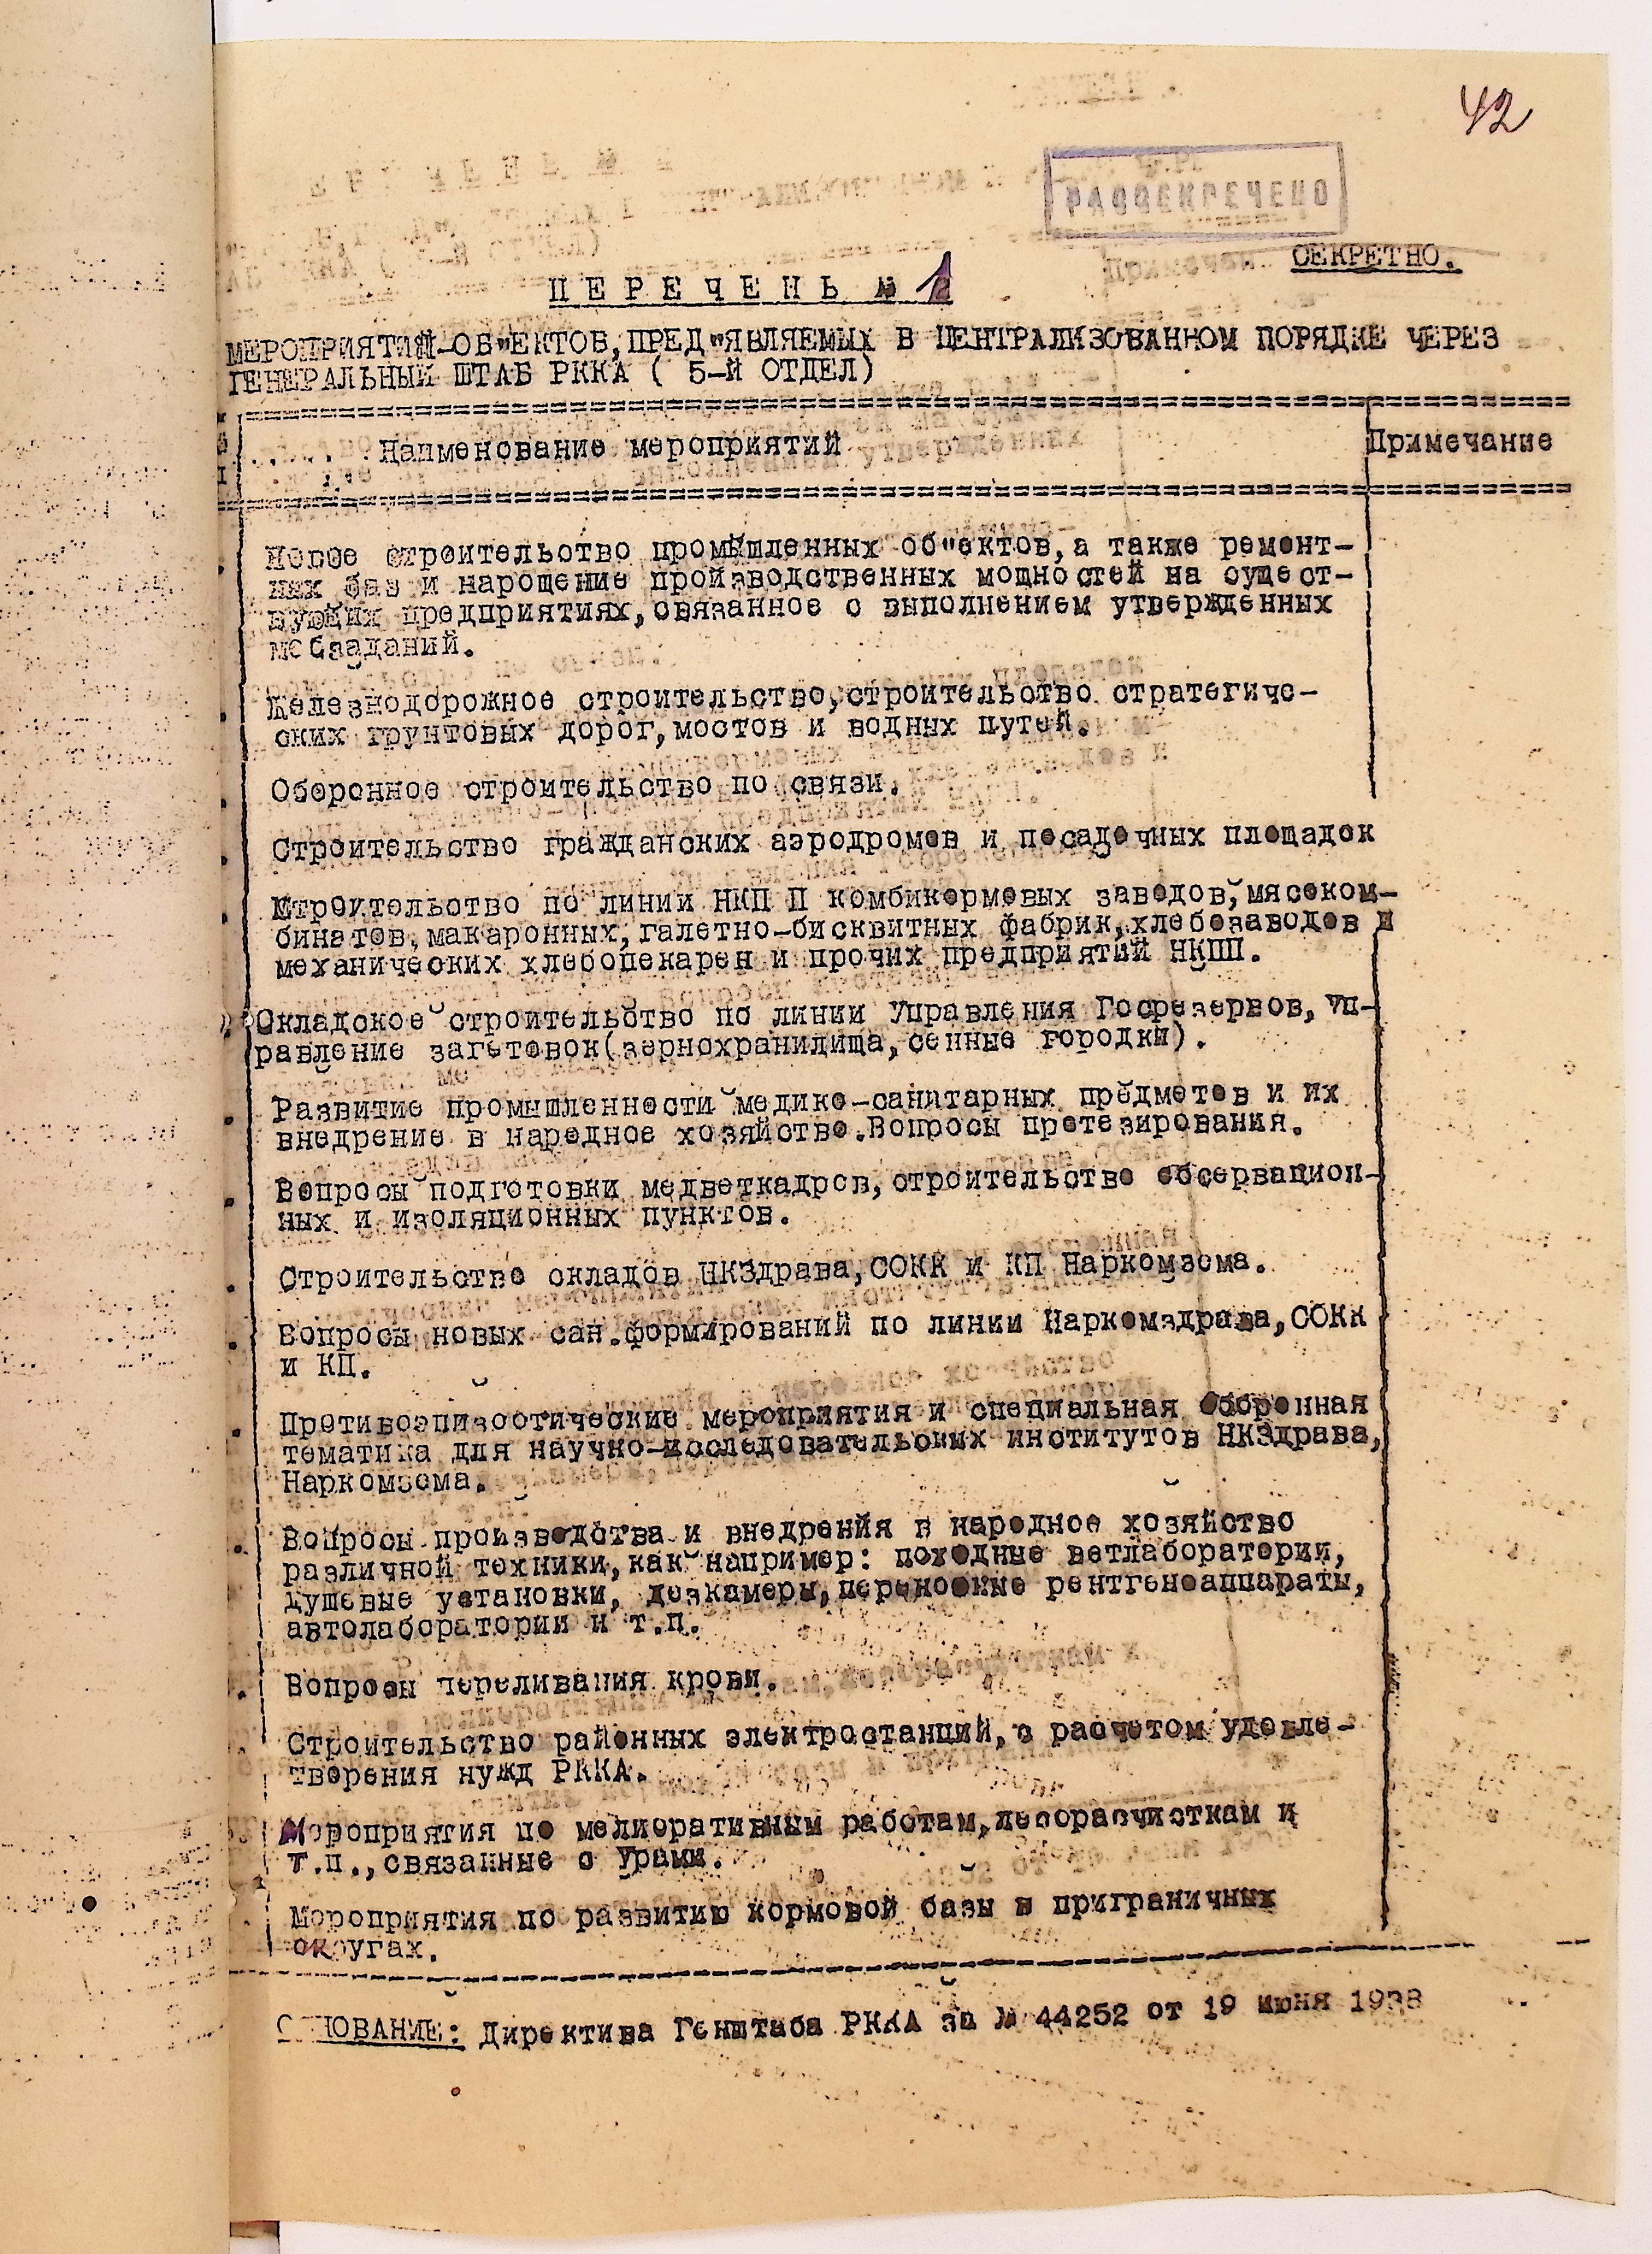 42
РАССЕКРЕЧЕНО
СЕКРЕТНО.
ПЕРЕЧЕНЬ № 1
МЕРОПРИЯТИЙ-ОБ"ЕКТОВ, ПРЕД"ЯВЛЯЕМЫХ В ЦЕНТРАЛИЗОВАННОМ ПОРЯДКЕ ЧЕРЕЗ
ГЕНЕРАЛЬНЫЙ ШТАБ РККА ( 5-Й ОТДЕЛ)
Наименование мероприятий
Примечание
Новое строительство промышленных об"ектов, а также ремонт-
ных баз и нарощение производственных мощностей на сущест-
вующих предприятиях, связанное с выполнением утвержденных
мобзаданий.
Железнодорожное строительство, строительство стратегиче-
ских грунтовых дорог, мостов и водных путей.
Оборонное строительство по связи.
Строительство гражданских аэродромов и посадочных площадок
Строительство по линии НКП П комбикормовых заводов, мясоком-
бинатов, макаронных, галетно-бисквитных фабрик, хлебозаводов и
механических хлебопекарен и прочих предприятий НКПП.
Складское строительство по линии Управления Госрезервов, Уп-
равление заготовок(зернохранилища, сенные городки).
Развитие промышленности медико-санитарных предметов и их
внедрение в народное хозяйство. Вопросы протезирования.
Вопросы подготовки медветкадров, строительство обсервацион-
ных и изоляционных пунктов.
Строительство складов НКЗдрава, СОКК и КП Наркомзема.
Вопросы новых сан.формирований по линии Наркомздрава, СОКК
и КП.
Противоэпизоотические мероприятия и специальная оборонная
тематика для научно-исследовательских институтов НКЗдрава,
Наркомзема.
Вопросы производства и внедрения в народное хозяйство
различной техники, как например: походные ветлаборатории,
душевые установки, дезкамеры, переносные рентгеноаппараты,
автолаборатории и т.п.
Вопросы переливания крови.
Строительство районных электростанций, с расчетом удовле-
творения нужд РККА.
Мероприятия по мелиоративным работам, лесорасчисткам и
т.п., связанные с Урами.
Мероприятия по развитию кормовой базы в приграничных
округах.
ОСНОВАНИЕ: Директива Генштаба РККА за № 44252 от 19 июня 1938